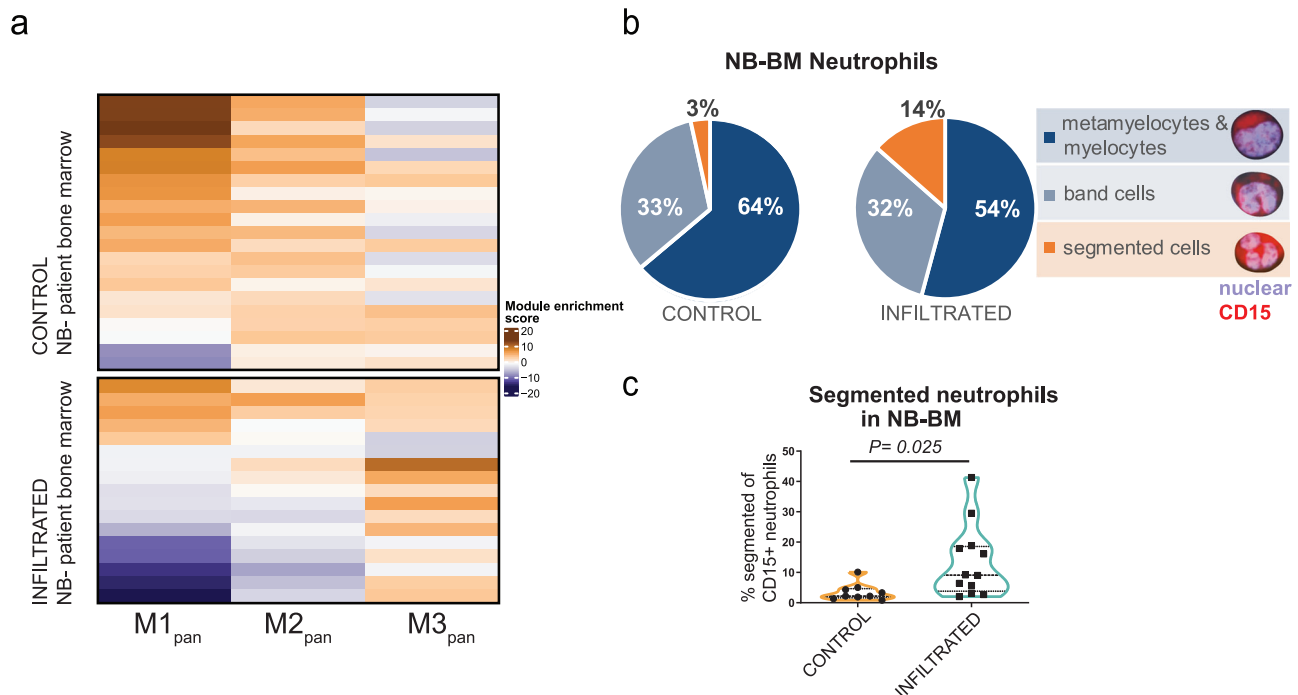 a
CONTROL
NB- patient bone marrow
INFILTRATED
NB- patient bone marrow
Module enrichment
score
20
10
0
−10
−20
M1pan
M2pan
M3pan
b
NB-BM Neutrophils
3%
33%
64%
CONTROL
14%
32%
54%
INFILTRATED
metamyelocytes &
myelocytes
band cells
segmented cells
nuclear
CD15
c
Segmented neutrophils
in NB-BM
P= 0.025
% segmented of
CD15+ neutrophils
50
40
30
20
10
0
CONTROL
INFILTRATED